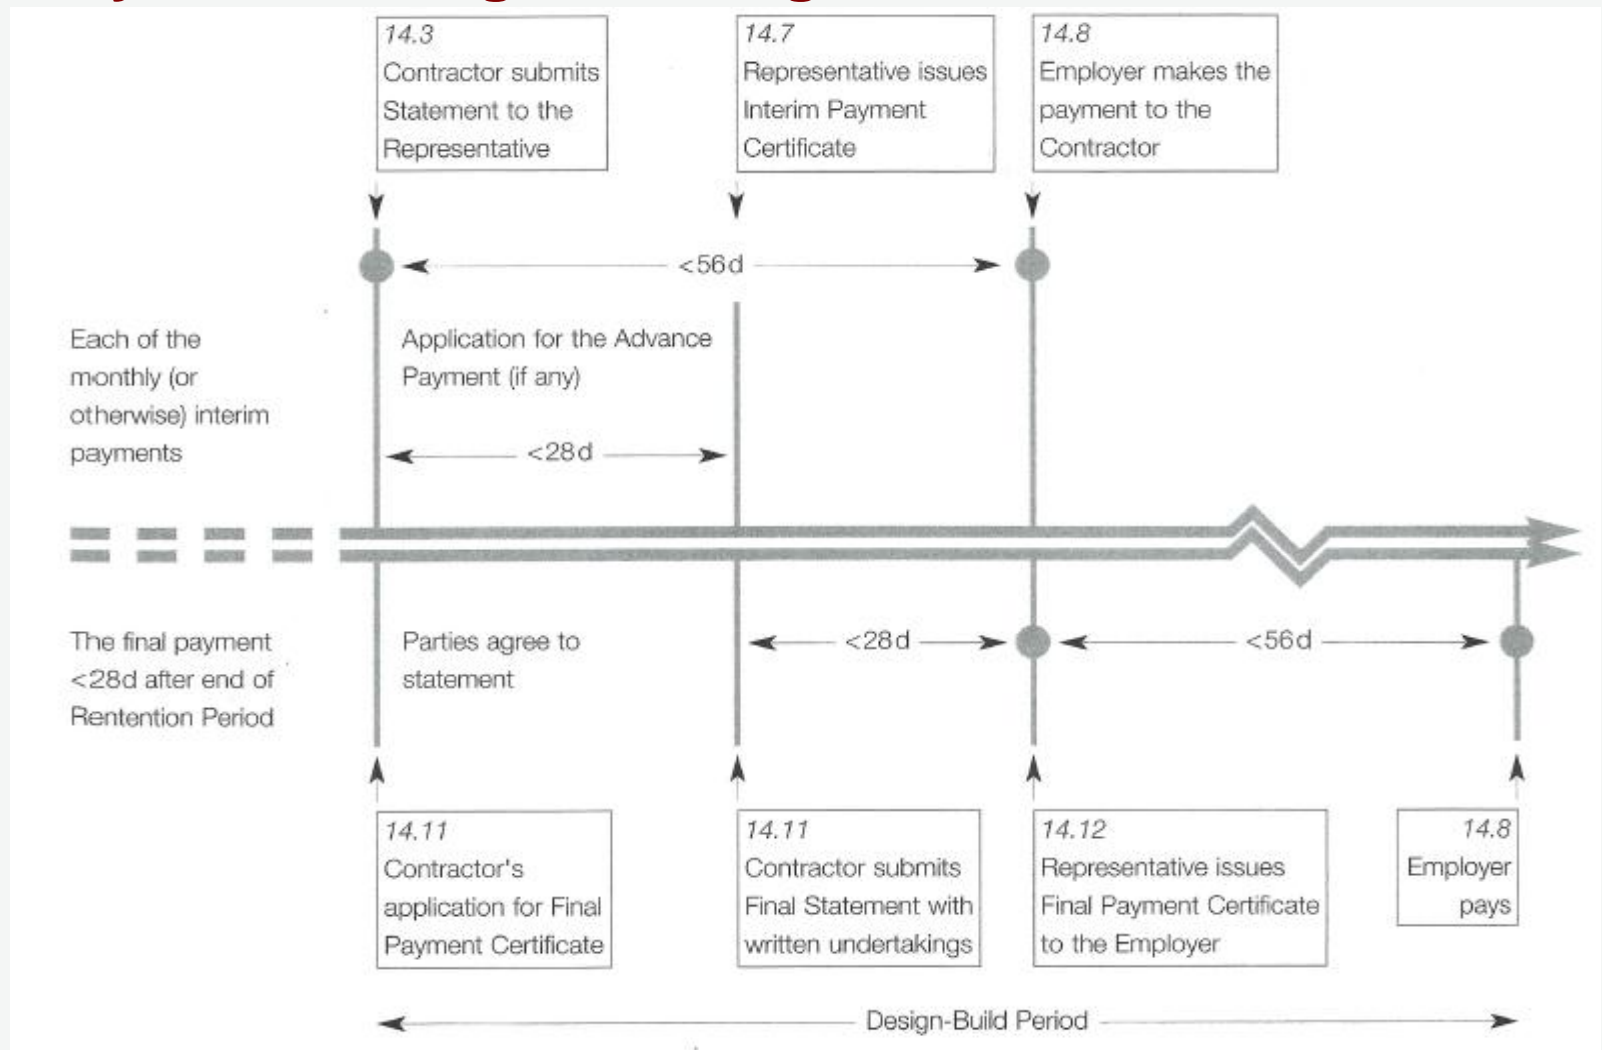 14.3
Contractor submits
Statement to the
Representative
14.7
Representative issues
Interim Payment
Certificate
14.8
Employer makes the
payment to the
Contractor
<56d
Each of the
monthly (or
otherwise) interim
payments
Application for the Advance
Payment (if any)
<28d
The final payment
<28d after end of
Rentention Period
Parties agree to
statement
<28d
<56d
14.11
Contractor's
application for Final
Payment Certificate
14.11
Contractor submits
Final Statement with
written undertakings
14.12
Representative issues
Final Payment Certificate
to the Employer
14.8
Employer
pays
Design-Build Period